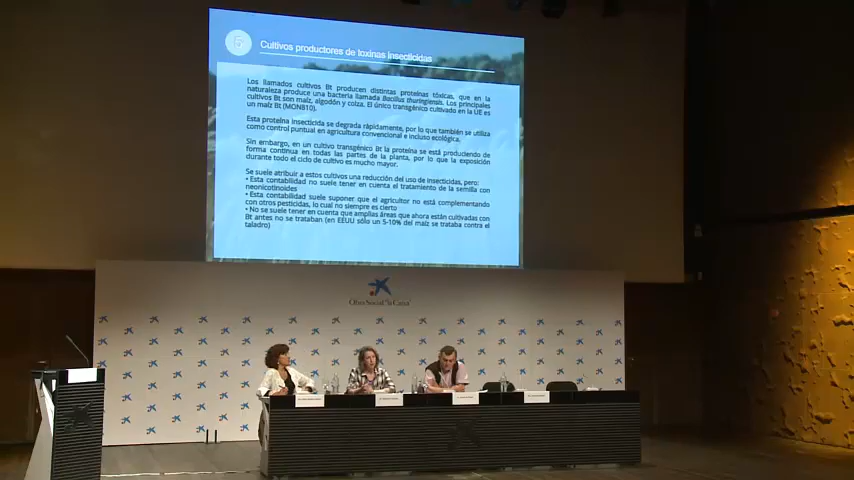 5
Cultivos productores de toxinas insecticidas
Los llamados cultivos Bt producen distintas proteínas tóxicas, que en la
naturaleza produce una bacteria llamada Bacillus thuringiensis. Los principales
cultivos Bt son maíz, algodón y colza. El único transgénico cultivado en la UE es
un maíz Bt (MON810).
Esta proteína insecticida se degrada rápidamente, por lo que también se utiliza
como control puntual en agricultura convencional e incluso ecológica.
Sin embargo, en un cultivo transgénico Bt la proteína se está produciendo de
forma continua en todas las partes de la planta, por lo que la exposición
durante todo el ciclo de cultivo es mucho mayor.
Se suele atribuir a estos cultivos una reducción del uso de insecticidas, pero:
• Esta contabilidad no suele tener en cuenta el tratamiento de la semilla con
neonicotinoides
• Esta contabilidad suele suponer que el agricultor no está complementando
con otros pesticidas, lo cual no siempre es cierto
• No se suele tener en cuenta que amplias áreas que ahora están cultivadas con
Bt antes no se trataban (en EEUU sólo un 5-10% del maíz se trataba contra el
taladro)
Obra Social "la Caixa"